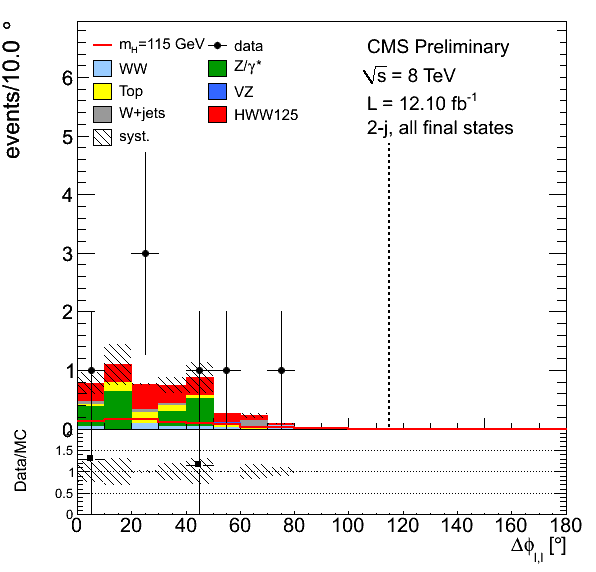 events/10.0 °
m_H=115 GeV
data
WW
Z/γ*
Top
VZ
W+jets
HWW125
syst.
CMS Preliminary
√s = 8 TeV
L = 12.10 fb⁻¹
2-j, all final states
6
5
4
3
2
1
0
Data/MC
2
1.5
1
0.5
0
0 20 40 60 80 100 120 140 160 180
Δϕ_l,l [°]